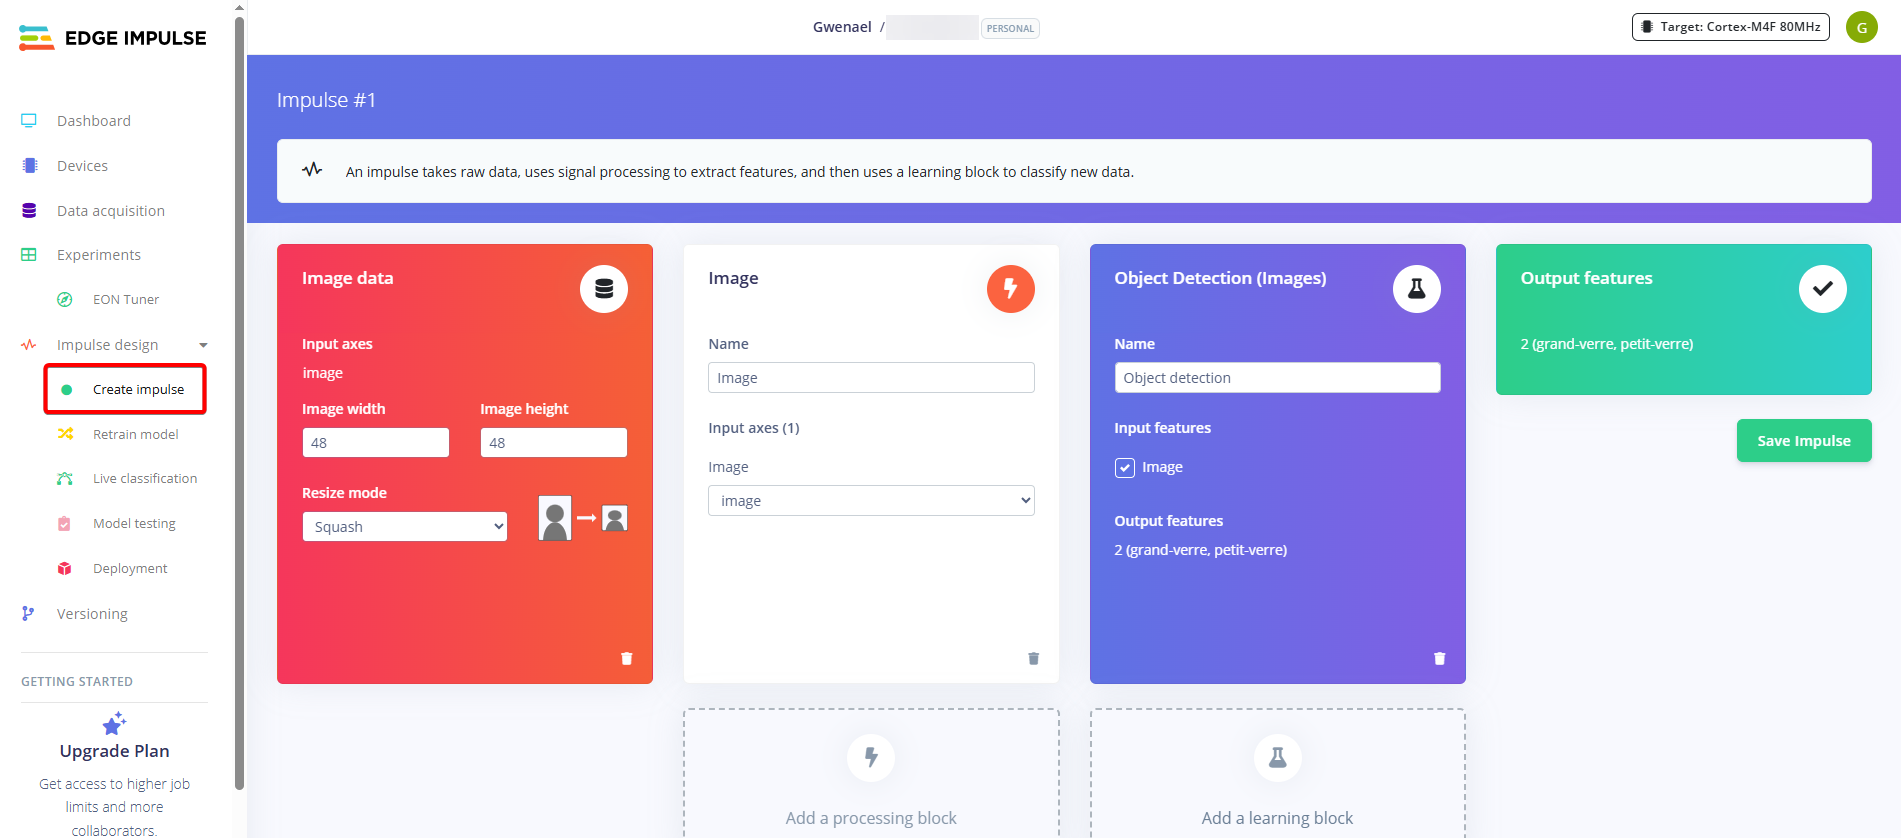 EDGE IMPULSE
Gwenael /
PERSONAL
Target: Cortex-M4F 80MHz
G
Dashboard
Devices
Data acquisition
Experiments
EON Tuner
Impulse design
Create impulse
Retrain model
Live classification
Model testing
Deployment
Versioning
GETTING STARTED
Upgrade Plan
Get access to higher job
limits and more
collaborators.
Impulse #1
An impulse takes raw data, uses signal processing to extract features, and then uses a learning block to classify new data.
Image data
Input axes
image
Image width
Image height
48
48
Resize mode
Squash
Image
Name
Image
Input axes (1)
Image
image
Object Detection (Images)
Name
Object detection
Input features
Image
Output features
2 (grand-verre, petit-verre)
Output features
2 (grand-verre, petit-verre)
Save Impulse
Add a processing block
Add a learning block